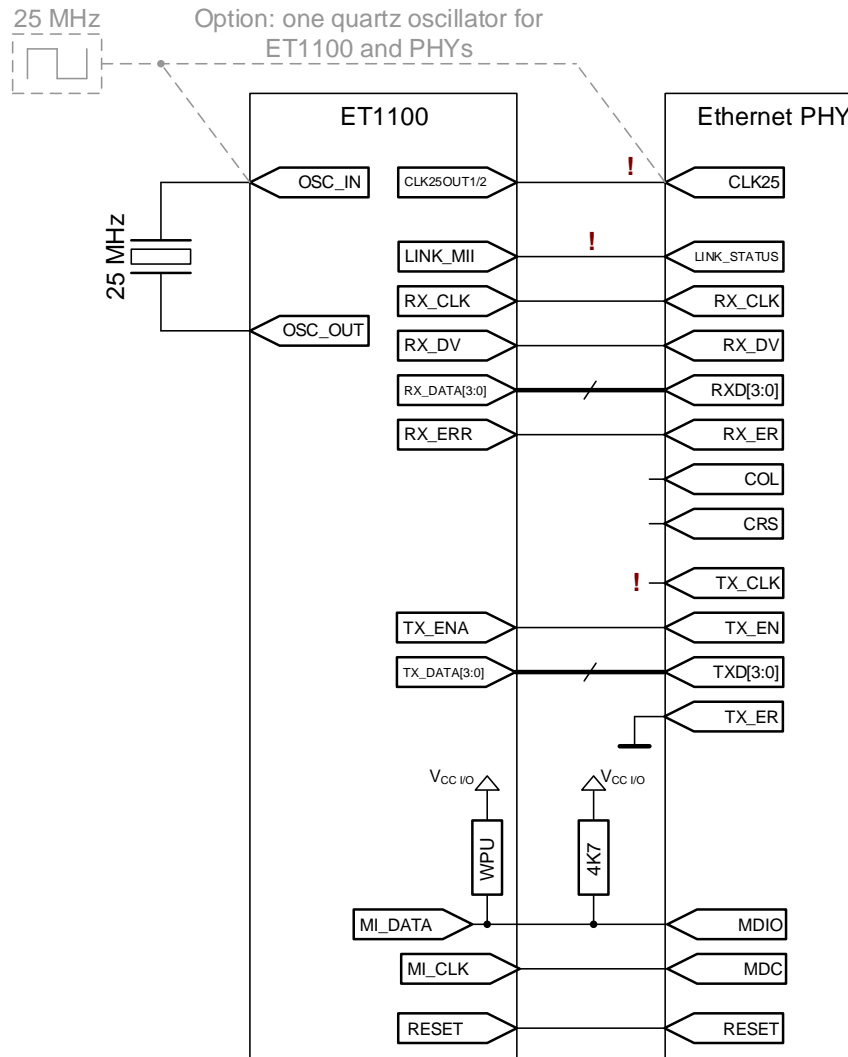 25 MHz
Option: one quartz oscillator for
ET1100 and PHYs
ET1100
Ethernet PHY
OSC_IN
CLK25OUT1/2
!
CLK25
25 MHz
LINK_MII
!
LINK_STATUS
RX_CLK
RX_CLK
OSC_OUT
RX_DV
RX_DV
RX_DATA[3:0]
RXD[3:0]
RX_ERR
RX_ER
COL
CRS
!
TX_CLK
TX_ENA
TX_EN
TX_DATA[3:0]
TXD[3:0]
TX_ER
VCC I/O
VCC I/O
WPU
4K7
MI_DATA
MDIO
MI_CLK
MDC
RESET
RESET